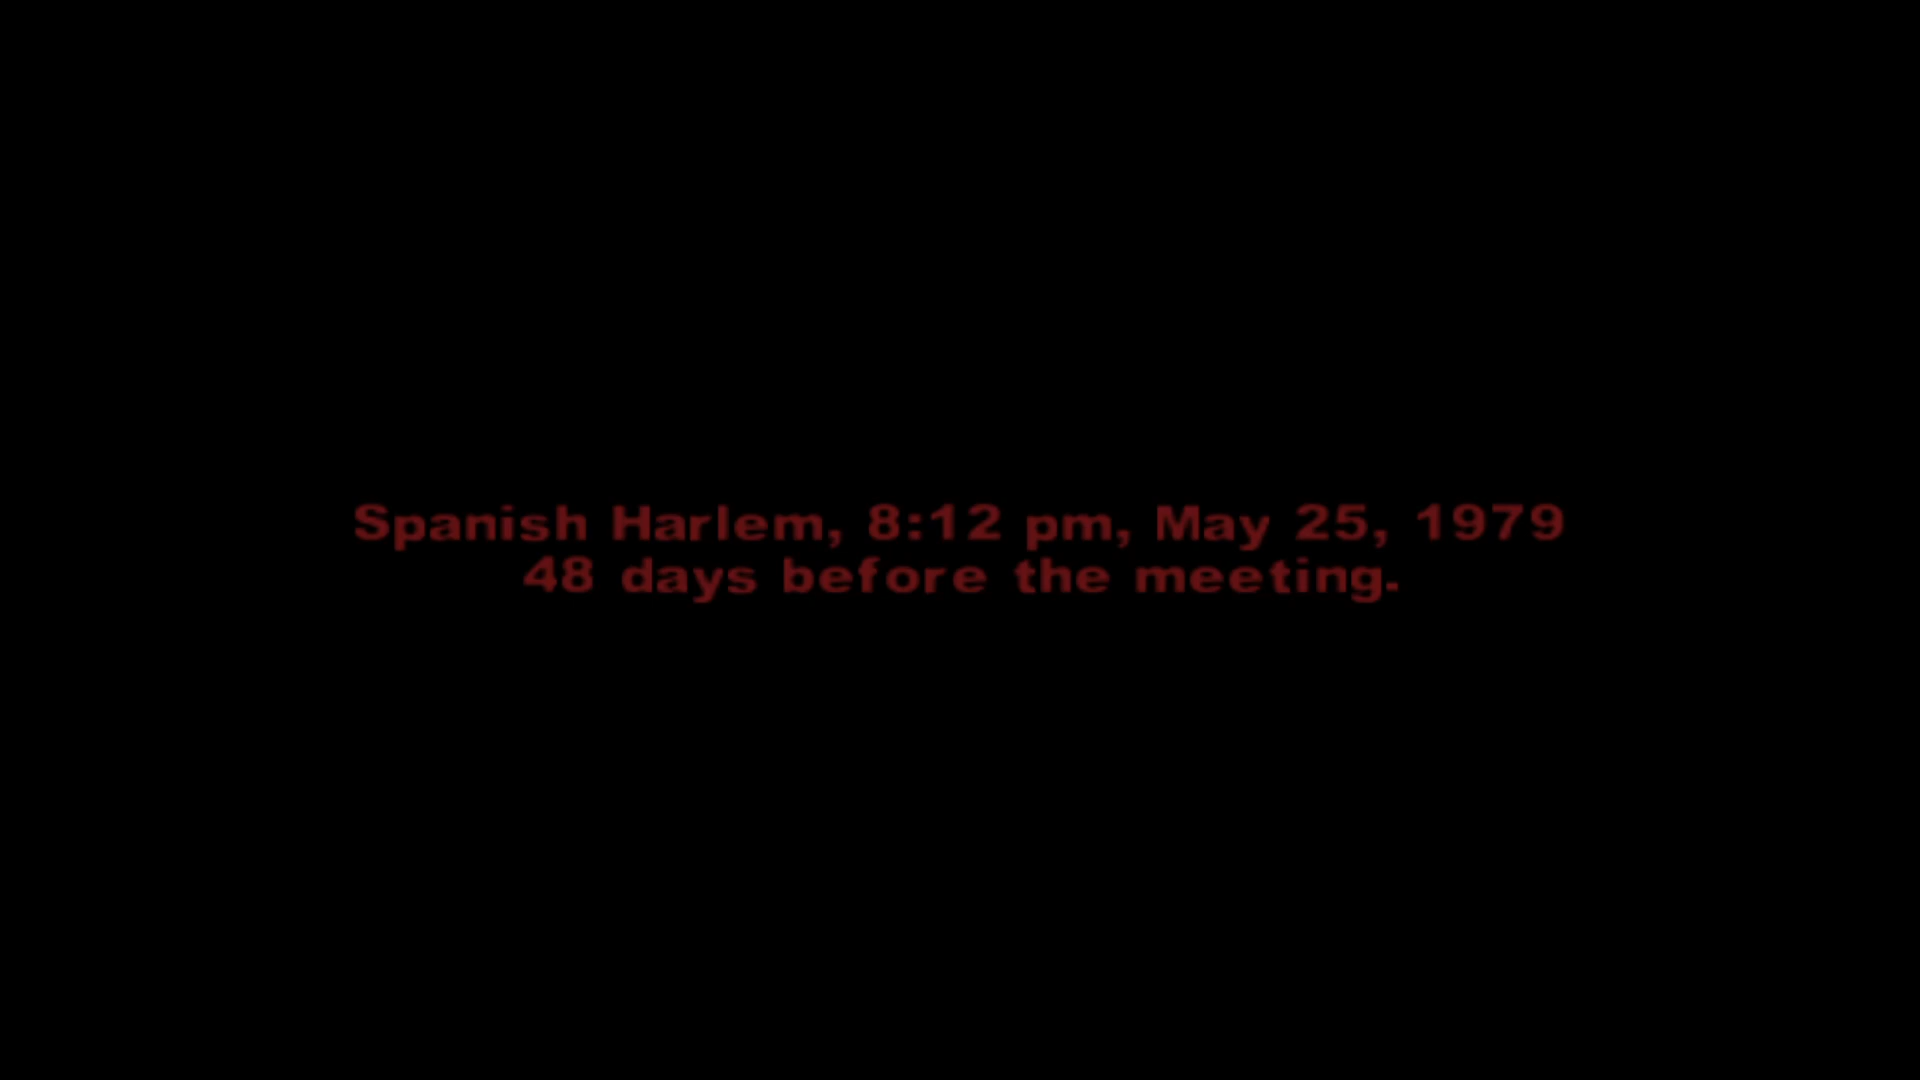 Spanish Harlem, 8:12 pm, May 25, 1979
48 days before the meeting.